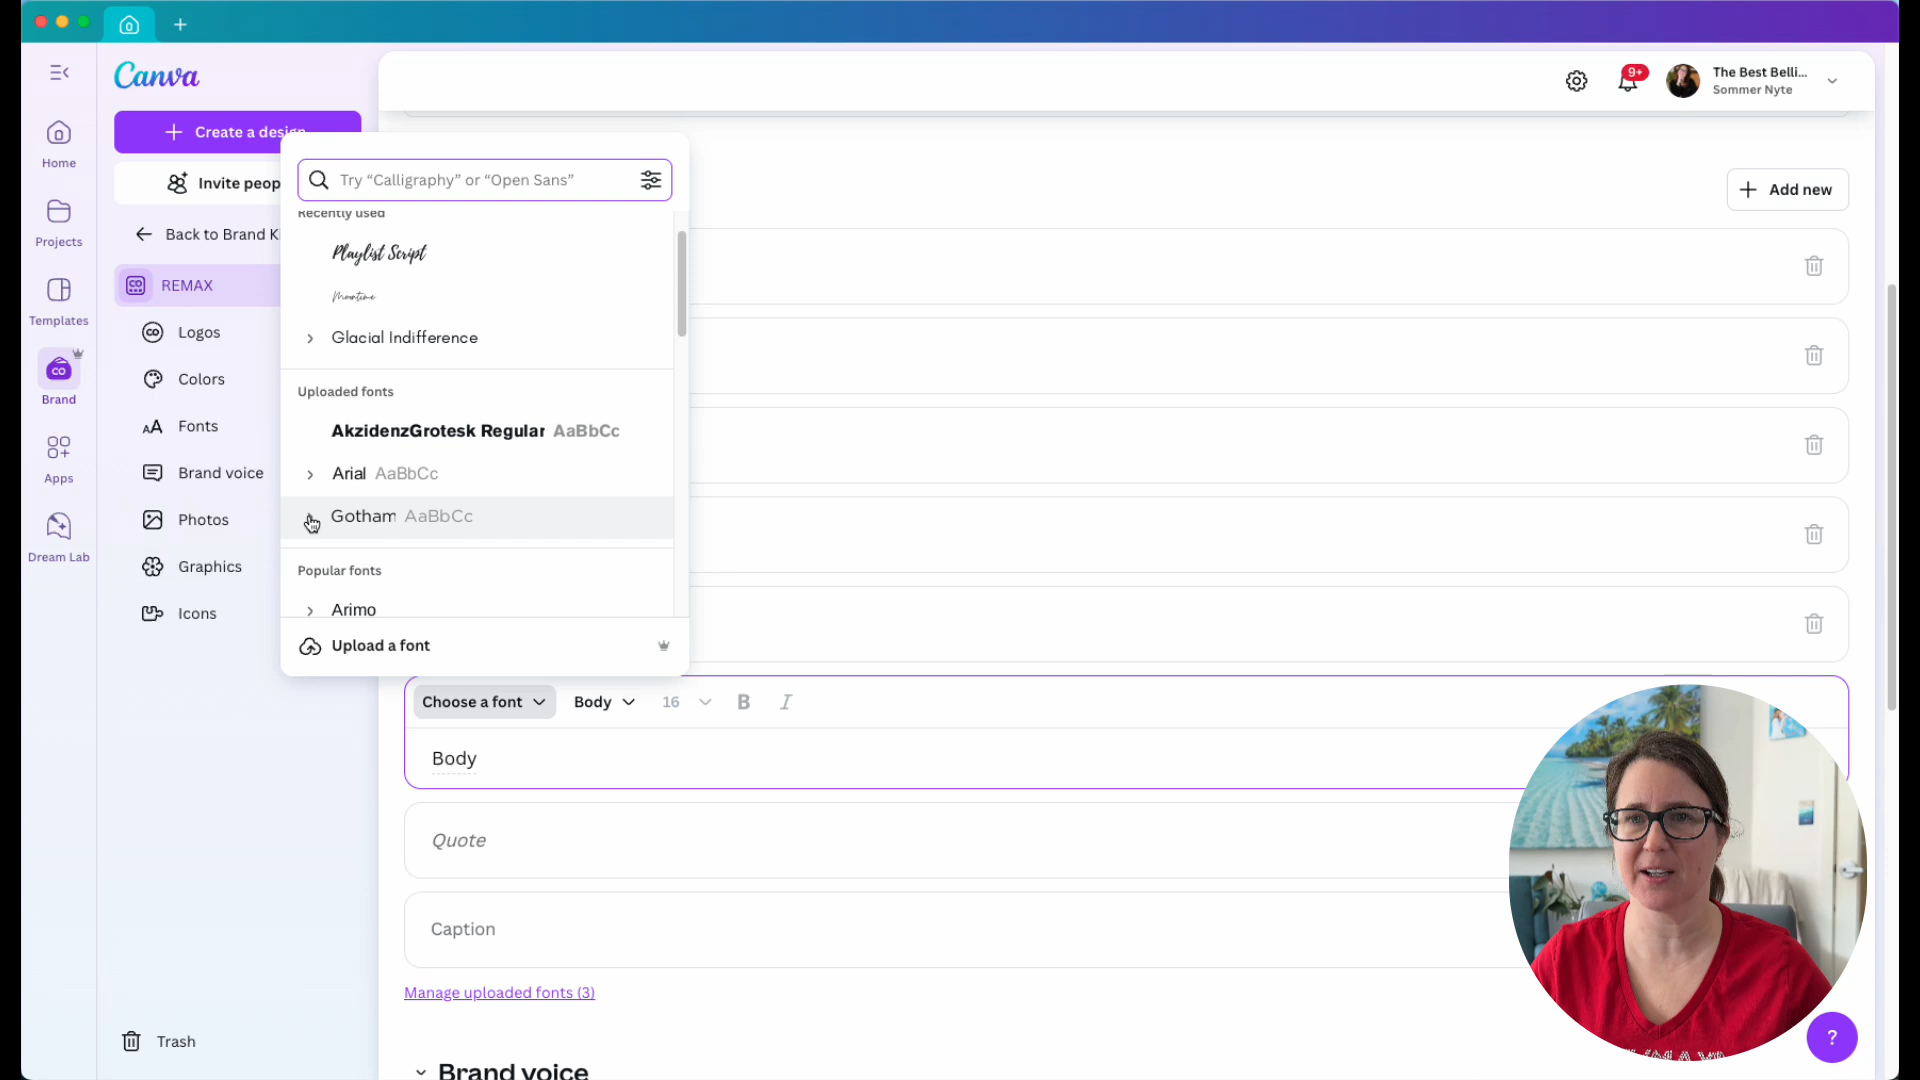 Canva
9+
The Best Belli...
Sommer Nyte
Create a design
Home
Invite peop
Try “Calligraphy” or “Open Sans”
Add new
Recently used
Projects
Back to Brand Ki
Playlist Script
REMAX
Moontime
Templates
Logos
Glacial Indifference
CO
Brand
Colors
Uploaded fonts
Fonts
AkzidenzGrotesk Regular AaBbCc
Apps
Brand voice
Arial AaBbCc
Photos
Gotham AaBbCc
Dream Lab
Graphics
Popular fonts
Icons
Arimo
Upload a font
Choose a font
Body
16
B
I
Body
Quote
Caption
Manage uploaded fonts (3)
Trash
?
Brand voice